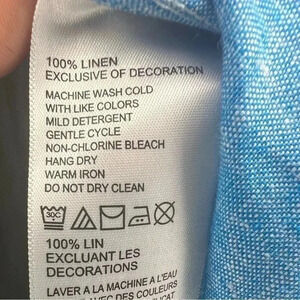 100% LINEN
EXCLUSIVE OF DECORATION
MACHINE WASH COLD
WITH LIKE COLORS
MILD DETERGENT
GENTLE CYCLE
NON-CHLORINE BLEACH
HANG DRY
WARM IRON
DO NOT DRY CLEAN
30C
100% LIN
EXCLUANT LES
DECORATIONS
LAVER A LA MACHINE A L'EAU